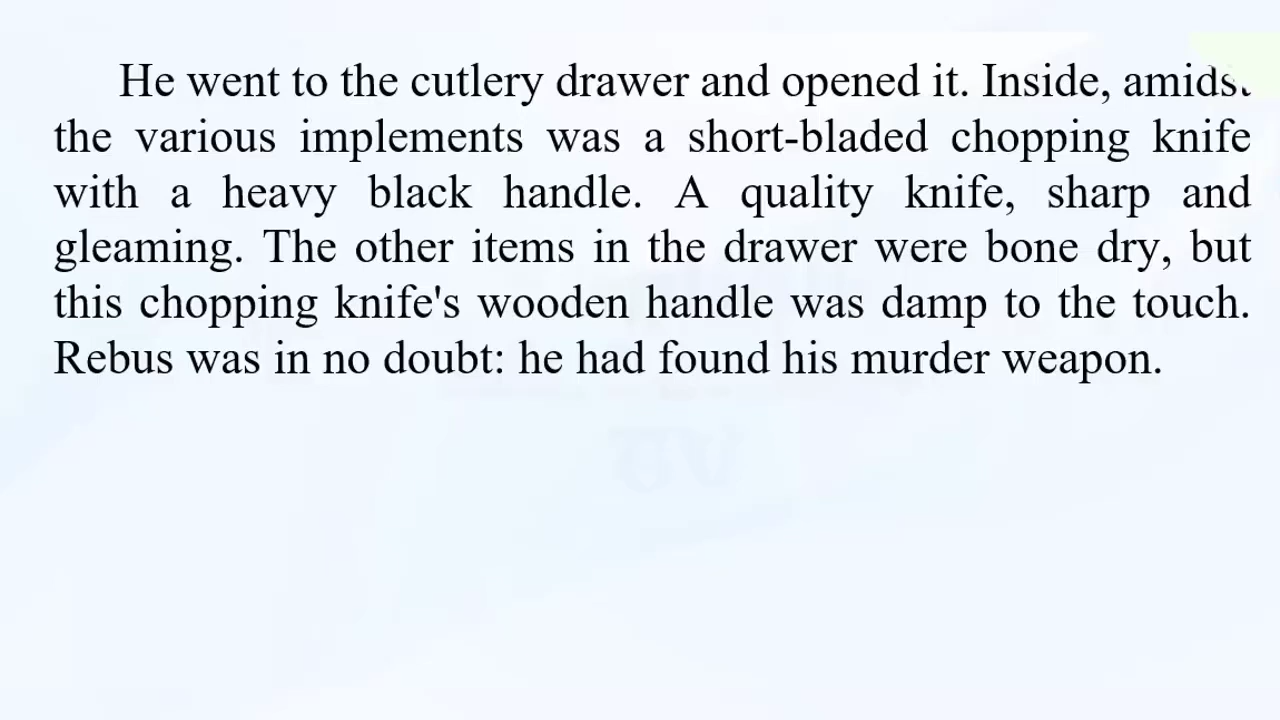 He went to the cutlery drawer and opened it. Inside, amidst
the various implements was a short-bladed chopping knife
with a heavy black handle. A quality knife, sharp and
gleaming. The other items in the drawer were bone dry, but
this chopping knife's wooden handle was damp to the touch.
Rebus was in no doubt: he had found his murder weapon.